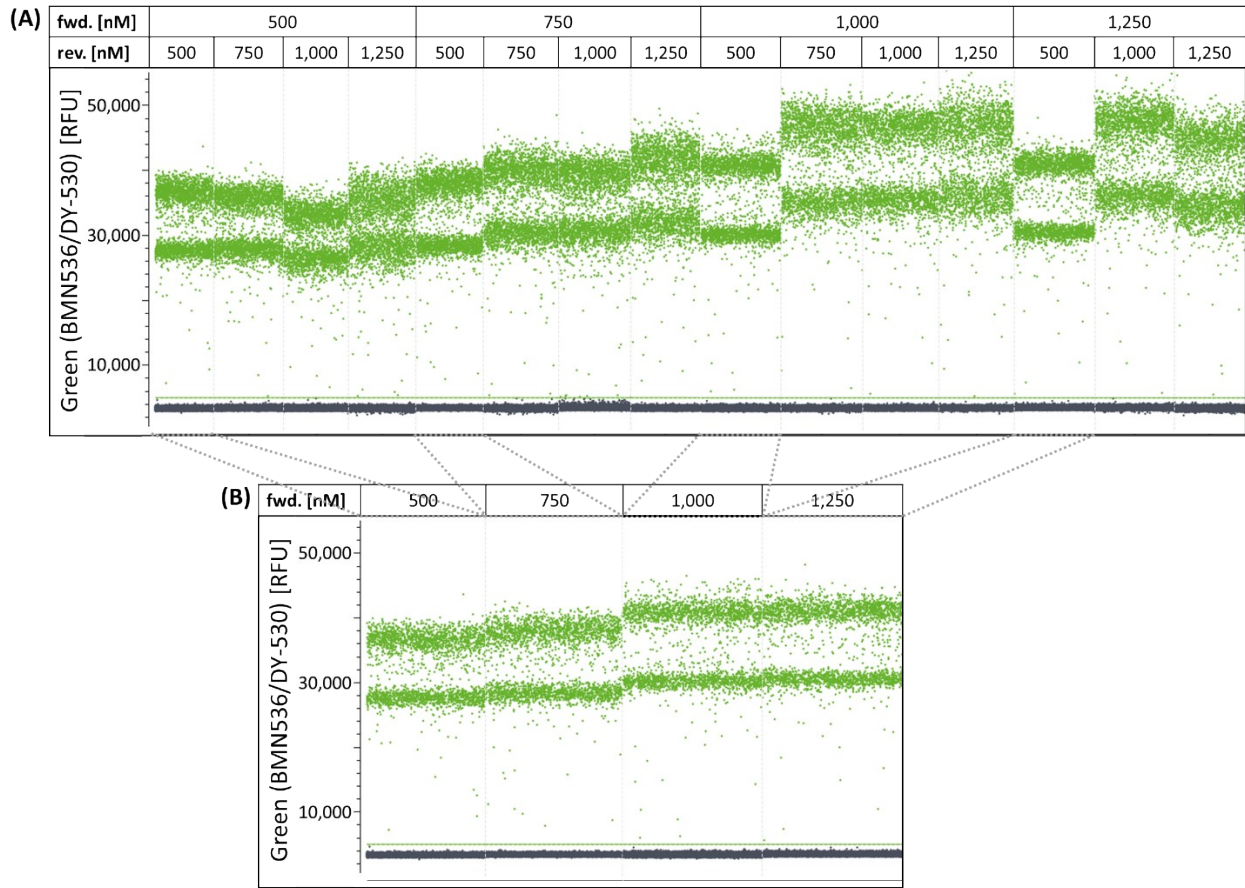 (A)
fwd. [nM] 500 750 1,000 1,250
rev. [nM] 500 750 1,000 1,250 500 750 1,000 1,250 500 750 1,000 1,250 500 1,000 1,250
Green (BMN536/DY-530) [RFU]
50,000
30,000
10,000
(B)
fwd. [nM] 500 750 1,000 1,250
Green (BMN536/DY-530) [RFU]
50,000
30,000
10,000